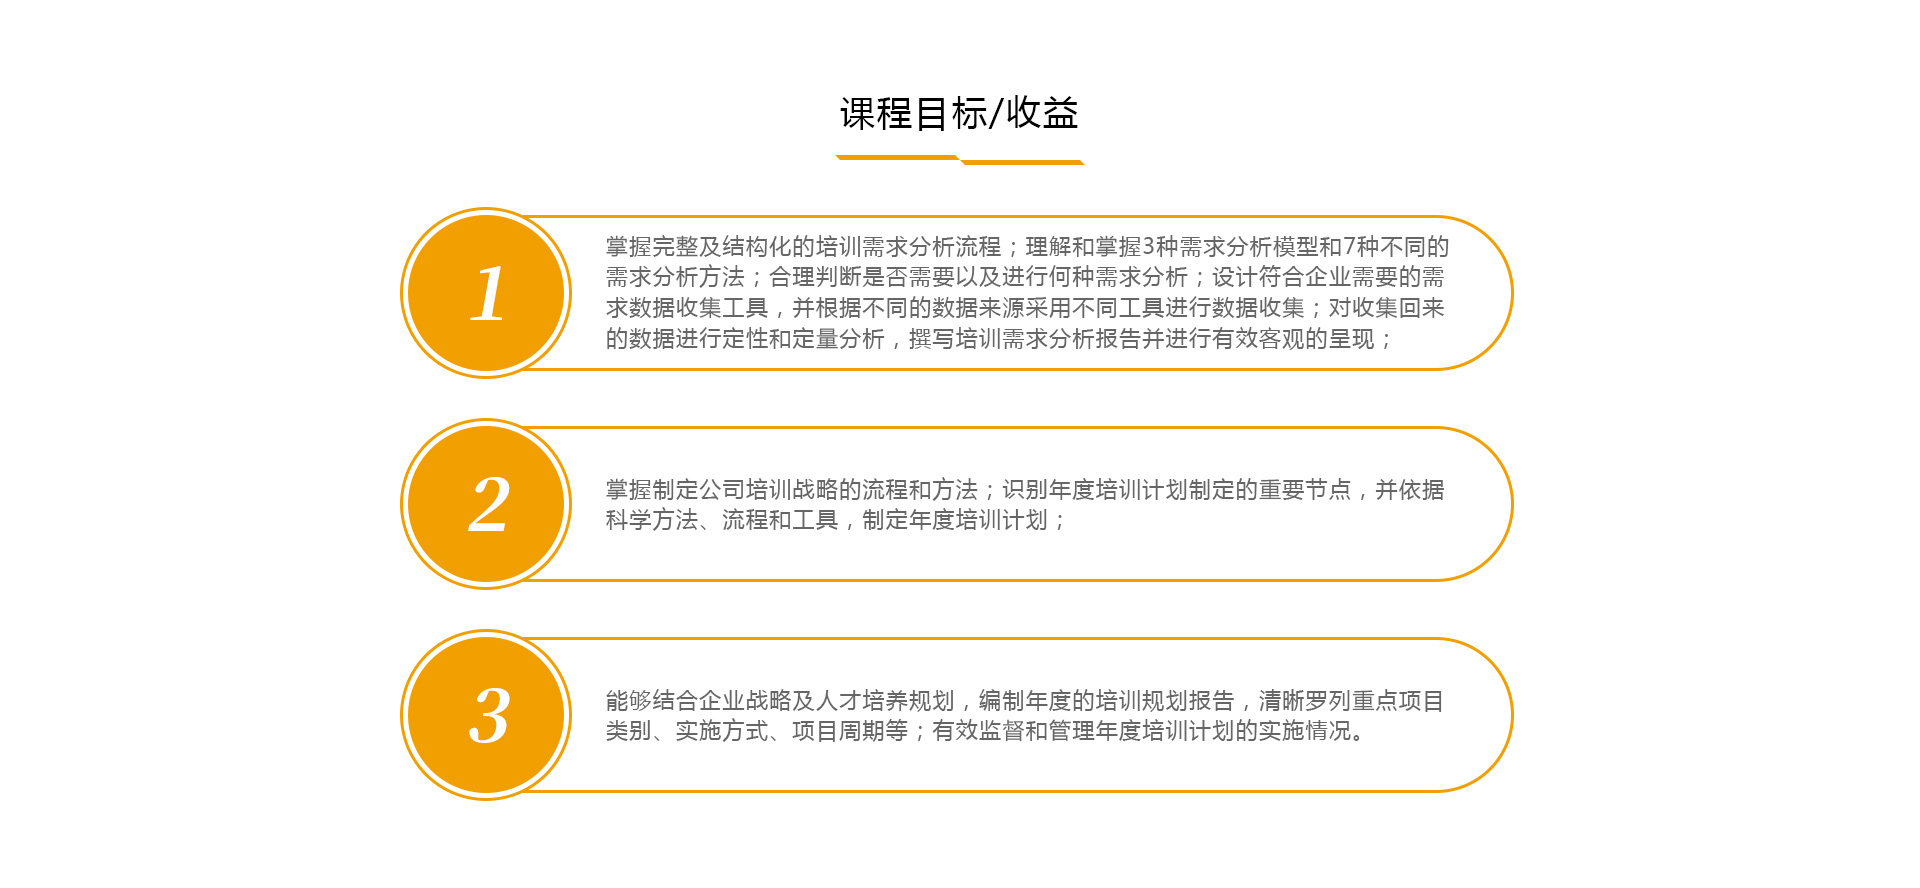 课程目标/收益
1
掌握完整及结构化的培训需求分析流程；理解和掌握3种需求分析模型和7种不同的
需求分析方法；合理判断是否需要以及进行何种需求分析；设计符合企业需要的需
求数据收集工具，并根据不同的数据来源采用不同工具进行数据收集；对收集回来
的数据进行定性和定量分析，撰写培训需求分析报告并进行有效客观的呈现；
2
掌握制定公司培训战略的流程和方法；识别年度培训计划制定的重要节点，并依据
科学方法、流程和工具，制定年度培训计划；
3
能够结合企业战略及人才培养规划，编制年度的培训规划报告，清晰罗列重点项目
类别、实施方式、项目周期等；有效监督和管理年度培训计划的实施情况。